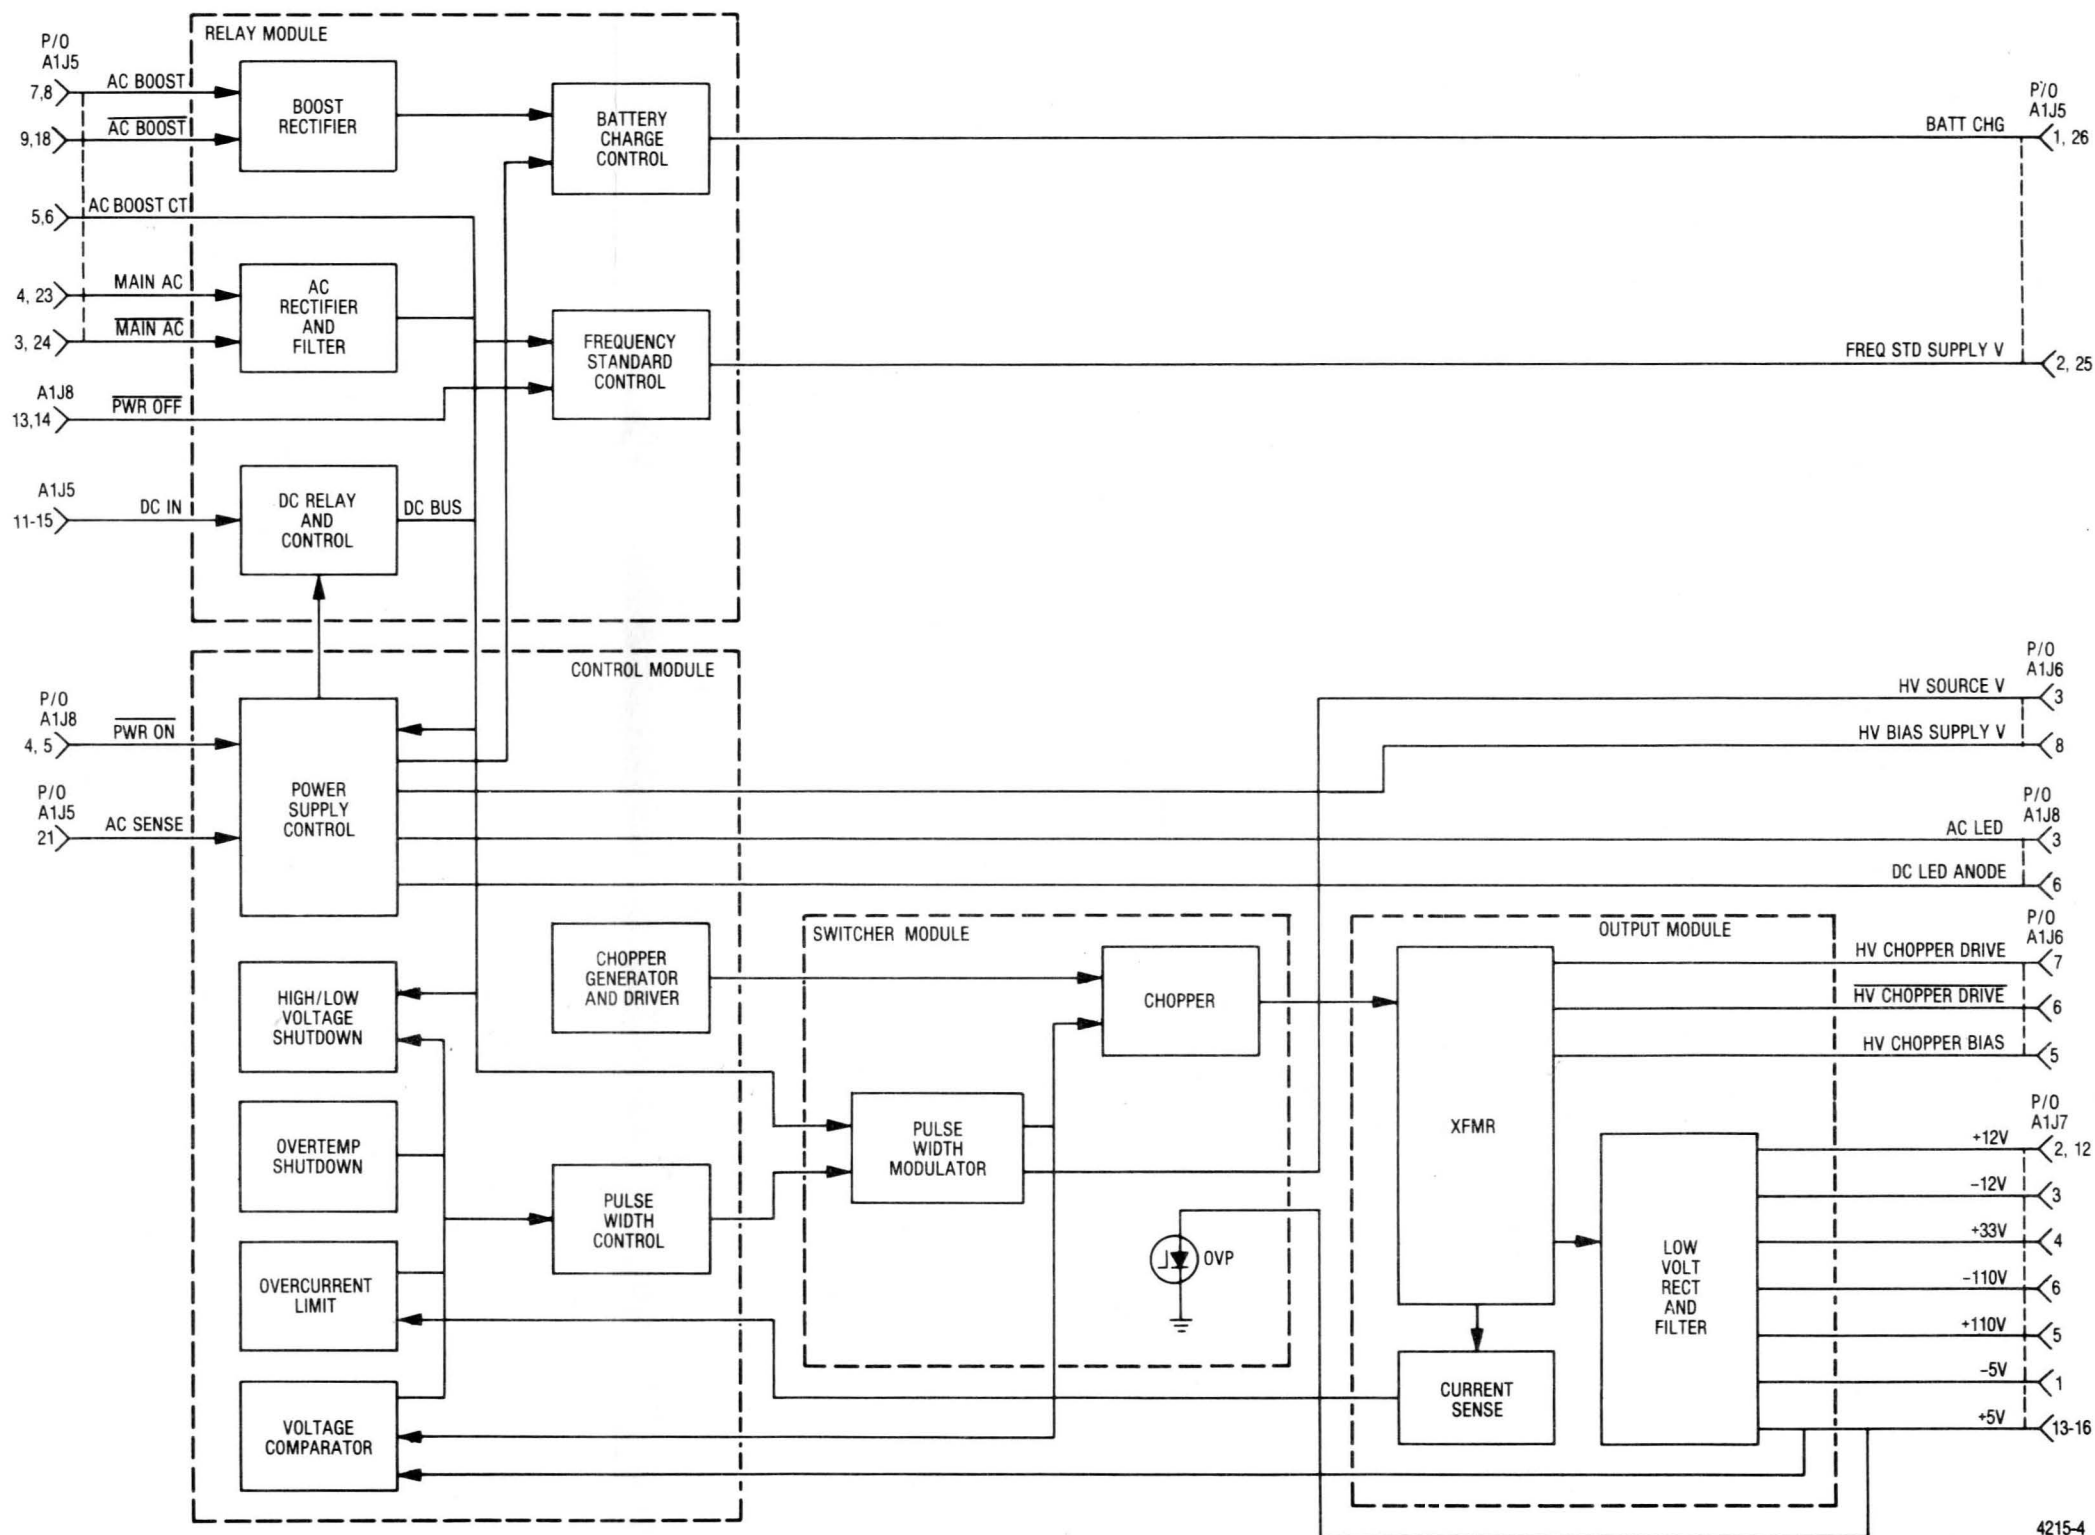 RELAY MODULE
P/O
A1J5
7,8
AC BOOST
9,18
AC BOOST
BOOST
RECTIFIER
BATTERY
CHARGE
CONTROL
P/O
A1J5
BATT CHG
1, 26
5,6
AC BOOST CT
4, 23
MAIN AC
3, 24
MAIN AC
AC
RECTIFIER
AND
FILTER
FREQUENCY
STANDARD
CONTROL
FREQ STD SUPPLY V
2, 25
A1J8
13,14
PWR OFF
A1J5
11-15
DC IN
DC RELAY
AND
CONTROL
DC BUS
CONTROL MODULE
P/O
A1J8
4, 5
PWR ON
P/O
A1J5
21
AC SENSE
POWER
SUPPLY
CONTROL
P/O
A1J6
HV SOURCE V
3
HV BIAS SUPPLY V
8
P/O
A1J8
AC LED
3
DC LED ANODE
6
HIGH/LOW
VOLTAGE
SHUTDOWN
CHOPPER
GENERATOR
AND DRIVER
SWITCHER MODULE
CHOPPER
OUTPUT MODULE
P/O
A1J6
HV CHOPPER DRIVE
7
HV CHOPPER DRIVE
6
HV CHOPPER BIAS
5
OVERTEMP
SHUTDOWN
PULSE
WIDTH
MODULATOR
XFMR
P/O
A1J7
+12V
2, 12
-12V
3
+33V
4
-110V
6
+110V
5
-5V
1
+5V
13-16
PULSE
WIDTH
CONTROL
OVP
LOW
VOLT
RECT
AND
FILTER
OVERCURRENT
LIMIT
CURRENT
SENSE
VOLTAGE
COMPARATOR
4215-4